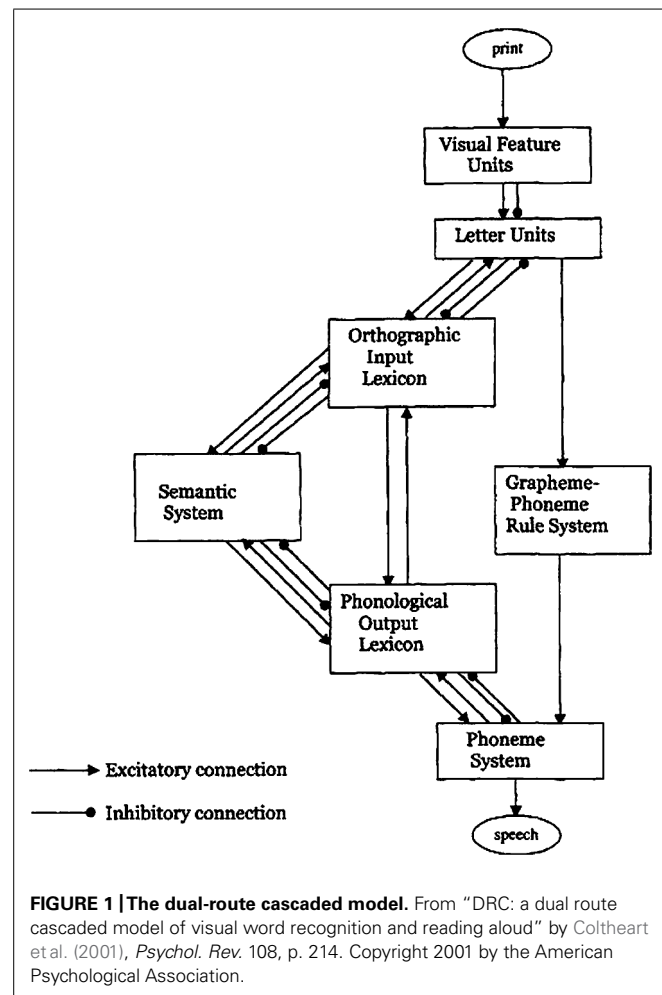 print
Visual Feature
Units
Letter Units
Orthographic
Input
Lexicon
Semantic
System
Grapheme-
Phoneme
Rule System
Phonological
Output
Lexicon
Phoneme
System
Excitatory connection
Inhibitory connection
speech
FIGURE 1 | The dual-route cascaded model. From “DRC: a dual route
cascaded model of visual word recognition and reading aloud” by Coltheart
et al. (2001), Psychol. Rev. 108, p. 214. Copyright 2001 by the American
Psychological Association.